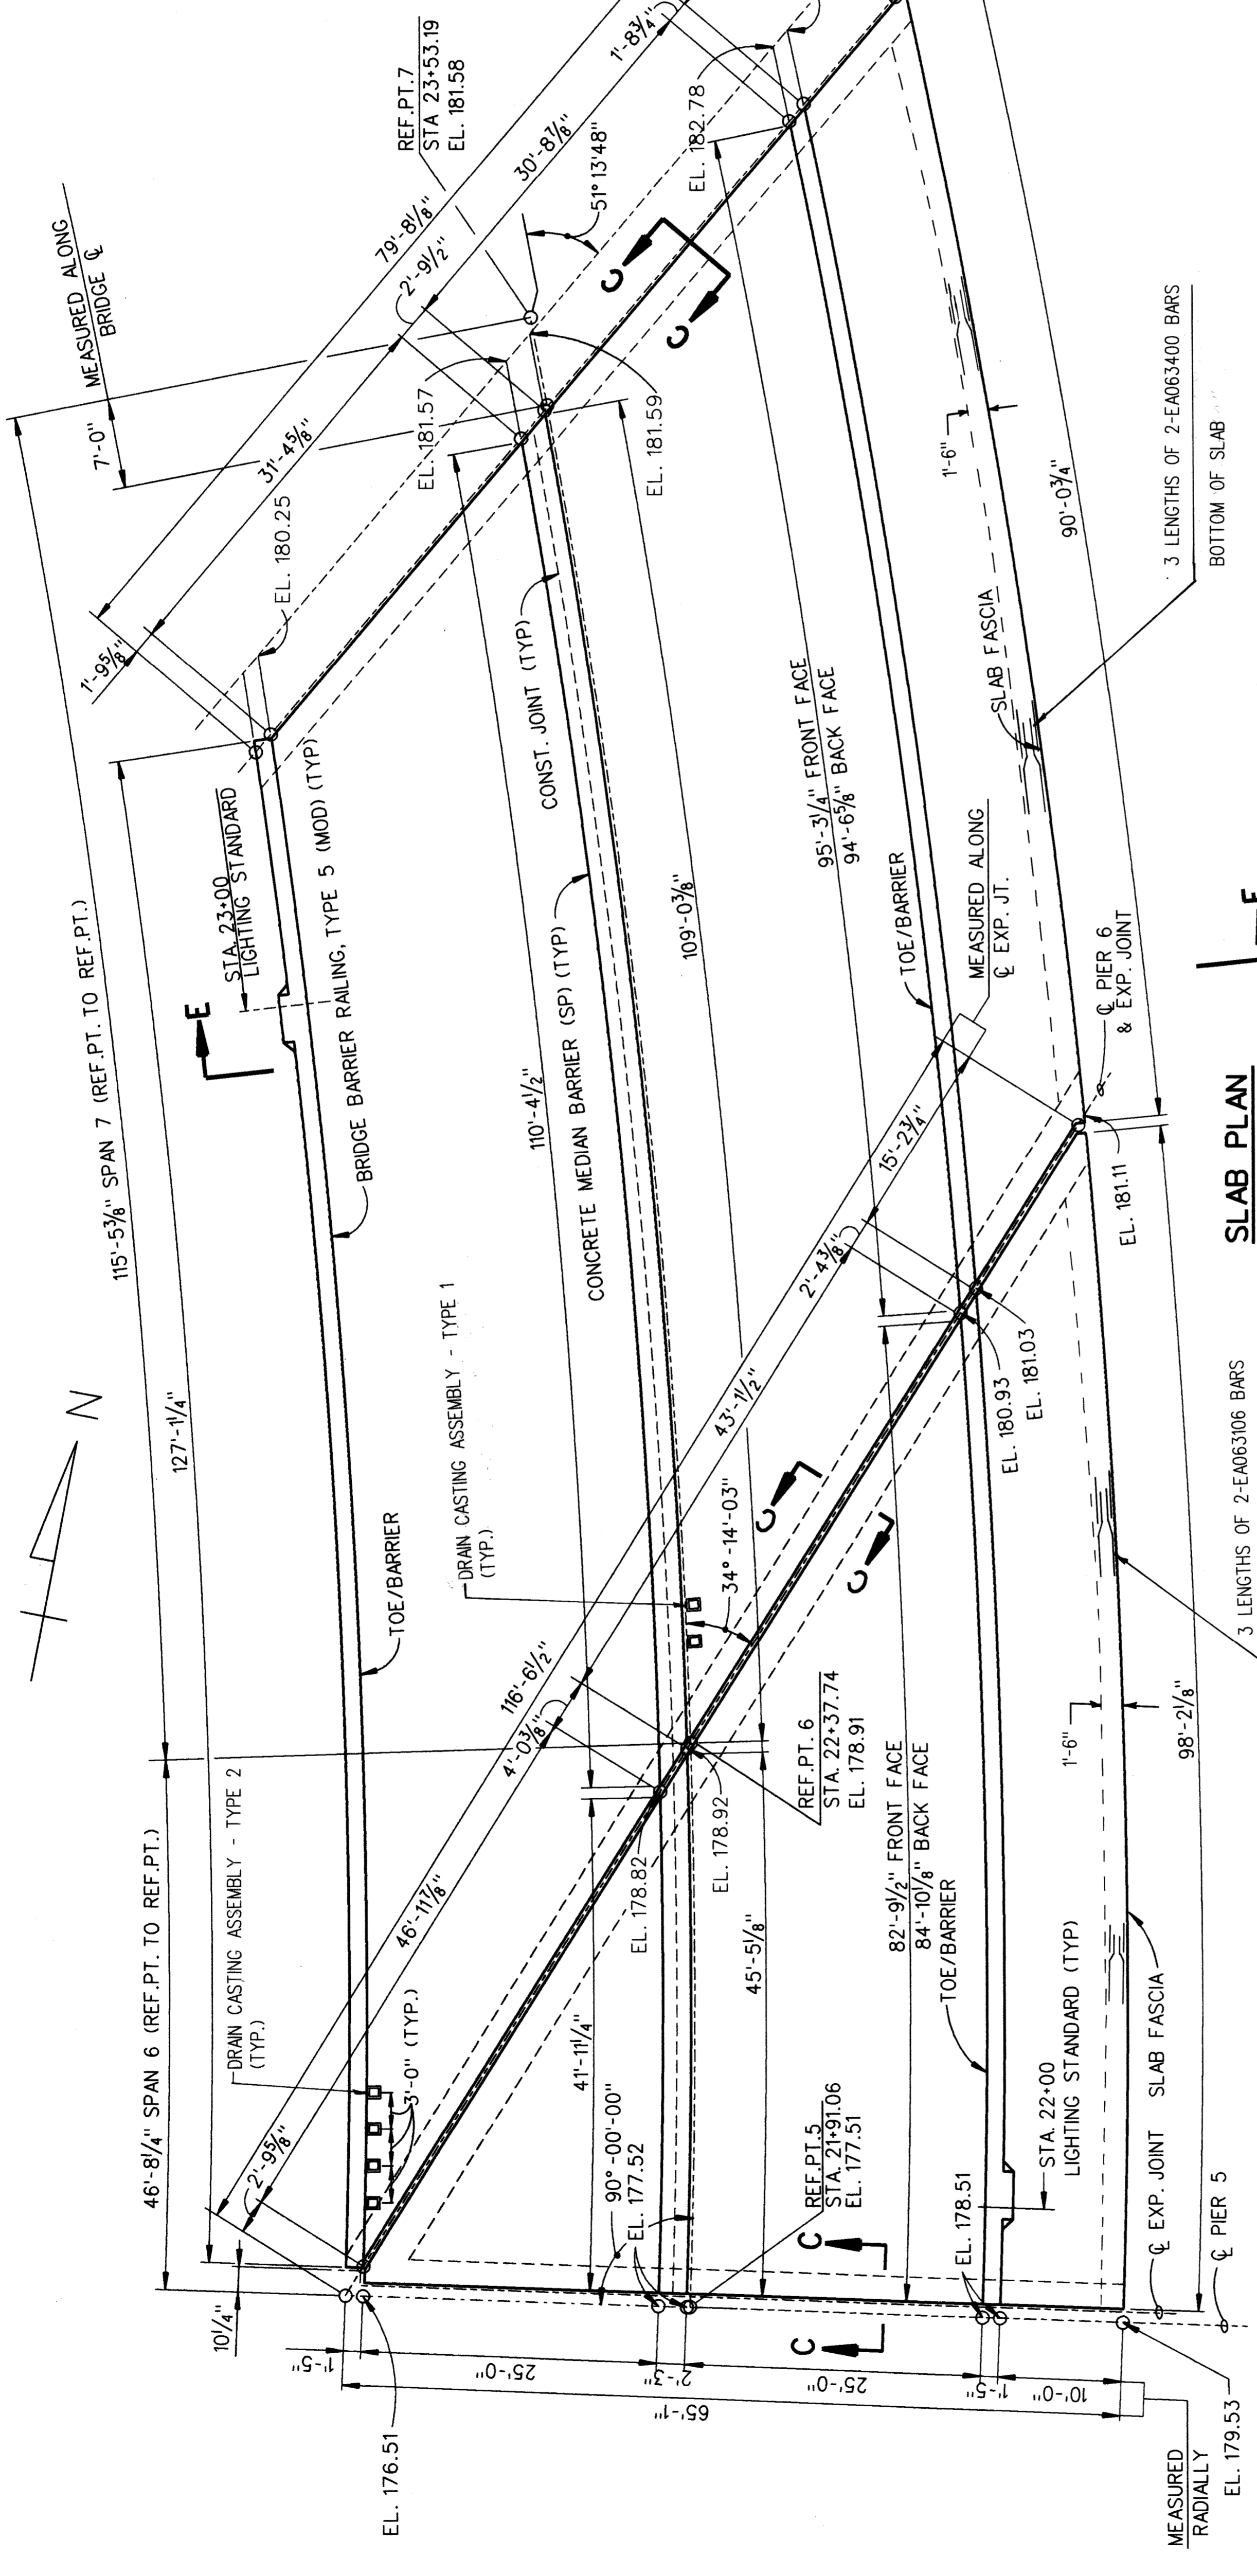 1'-8¾"
REF.PT.7
STA 23+53.19
EL. 181.58
30'-8⅞"
EL. 182.78
51° 13'48"
79'-8⅛"
2'-9½"
MEASURED ALONG
BRIDGE ℄
7'-0"
C
C
EL. 181.57
31'-4⅝"
EL. 181.59
EL. 180.25
1'-9⅝"
1'-6"
3 LENGTHS OF 2-EA063400 BARS
BOTTOM OF SLAB
90'-0¾"
CONST. JOINT (TYP)
SLAB FASCIA
95'-3¼" FRONT FACE
94'-6⅝" BACK FACE
STA. 23+00
LIGHTING STANDARD
BRIDGE BARRIER RAILING, TYPE 5 (MOD) (TYP)
115'-5⅜" SPAN 7 (REF.PT. TO REF.PT.)
E
CONCRETE MEDIAN BARRIER (SP) (TYP)
109'-0⅜"
TOE/BARRIER
MEASURED ALONG
℄ EXP. JT.
℄ PIER 6
& EXP. JOINT
E
SLAB PLAN
110'-4½"
15'-2¾"
2'-4⅜"
EL. 181.11
EL. 181.03
EL. 180.93
43'-1½"
DRAIN CASTING ASSEMBLY - TYPE 1
(TYP.)
127'-1¼"
N
C
C
34°-14'-03"
TOE/BARRIER
3 LENGTHS OF 2-EA063106 BARS
116'-6½"
4'-0⅜"
REF.PT. 6
STA. 22+37.74
EL. 178.91
1'-6"
98'-2⅛"
EL. 178.92
EL. 178.82
DRAIN CASTING ASSEMBLY - TYPE 2
(TYP.)
46'-8¼" SPAN 6 (REF.PT. TO REF.PT.)
46'-11⅞"
82'-9½" FRONT FACE
84'-10⅛" BACK FACE
TOE/BARRIER
45'-5⅛"
41'-11¼"
3'-0" (TYP.)
2'-9⅝"
STA. 22+00
LIGHTING STANDARD (TYP)
SLAB FASCIA
90°-00'-00"
EL. 177.52
REF.PT.5
STA. 21+91.06
EL. 177.51
EL. 178.51
℄ EXP. JOINT
℄ PIER 5
C
C
10¼"
1'-5"
25'-0"
2'-3"
25'-0"
1'-5"
10'-0"
65'-1"
EL. 176.51
MEASURED
RADIALLY
EL. 179.53